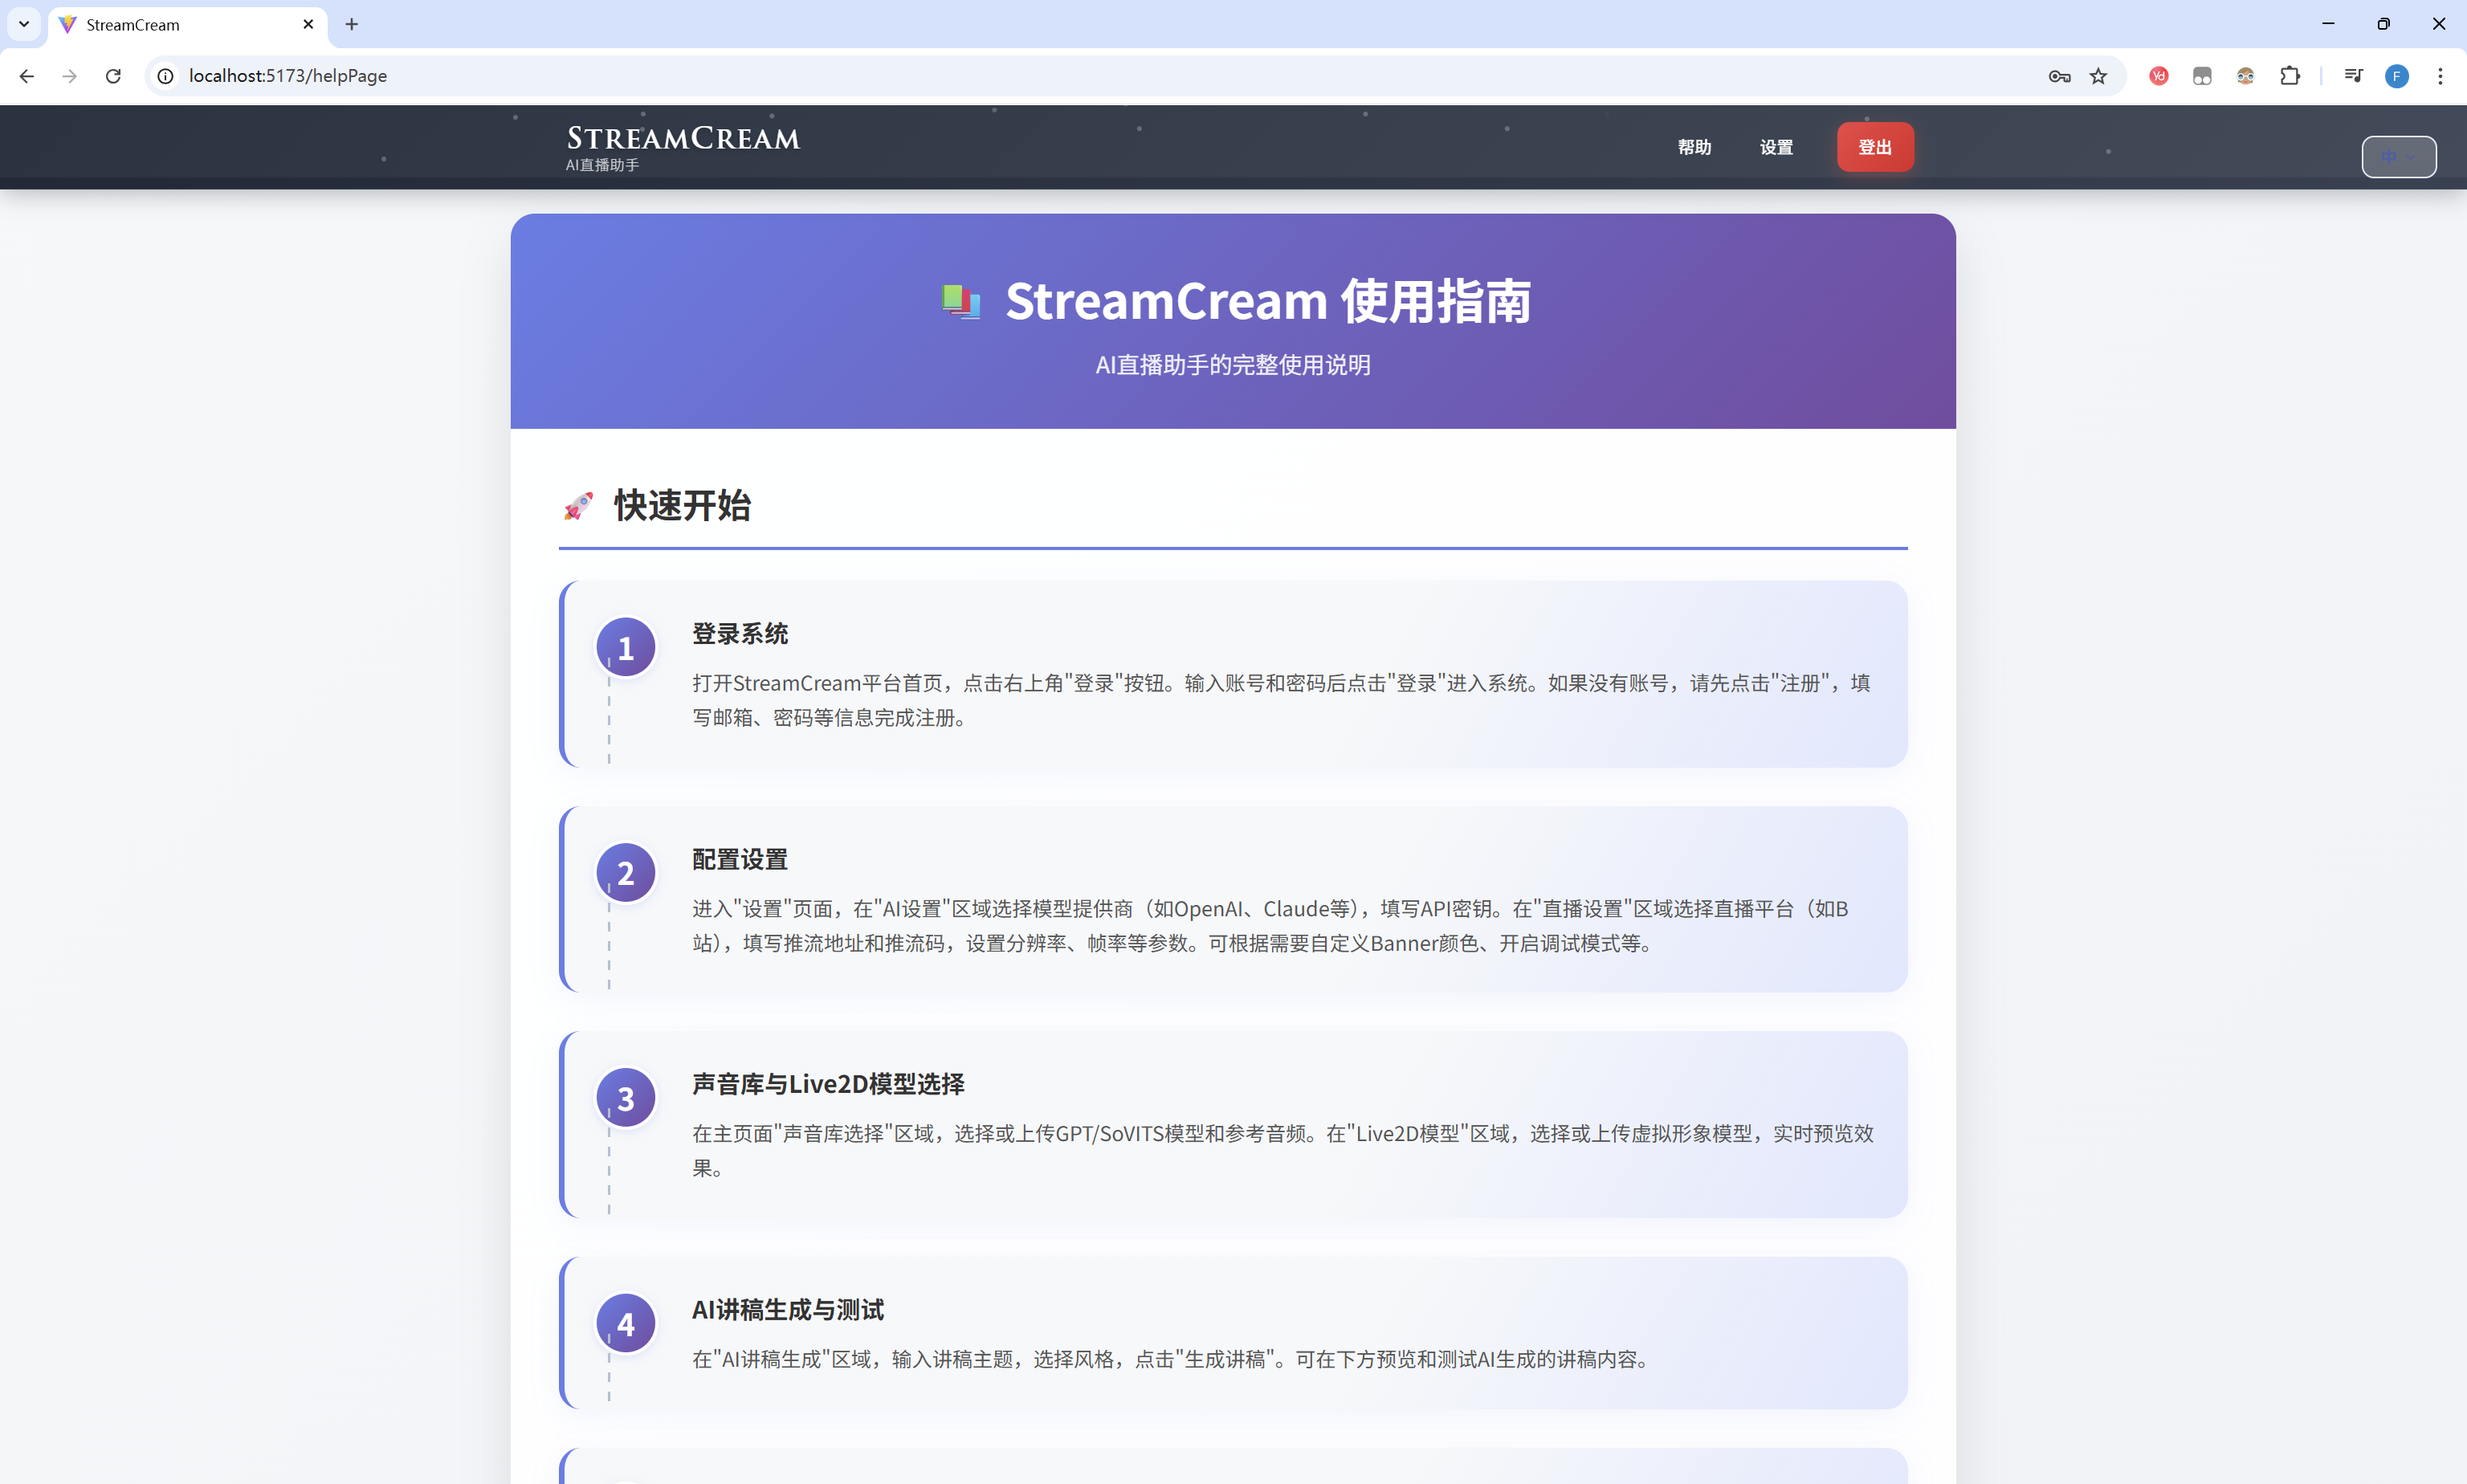 StreamCream
localhost:5173/helpPage
Yd
F
STREAMCREAM
AI直播助手
帮助
设置
登出
中
StreamCream 使用指南
AI直播助手的完整使用说明
快速开始
1
登录系统
打开StreamCream平台首页，点击右上角"登录"按钮。输入账号和密码后点击"登录"进入系统。如果没有账号，请先点击"注册"，填
写邮箱、密码等信息完成注册。
2
配置设置
进入"设置"页面，在"AI设置"区域选择模型提供商（如OpenAI、Claude等），填写API密钥。在"直播设置"区域选择直播平台（如B
站），填写推流地址和推流码，设置分辨率、帧率等参数。可根据需要自定义Banner颜色、开启调试模式等。
3
声音库与Live2D模型选择
在主页面"声音库选择"区域，选择或上传GPT/SoVITS模型和参考音频。在"Live2D模型"区域，选择或上传虚拟形象模型，实时预览效
果。
4
AI讲稿生成与测试
在"AI讲稿生成"区域，输入讲稿主题，选择风格，点击"生成讲稿"。可在下方预览和测试AI生成的讲稿内容。